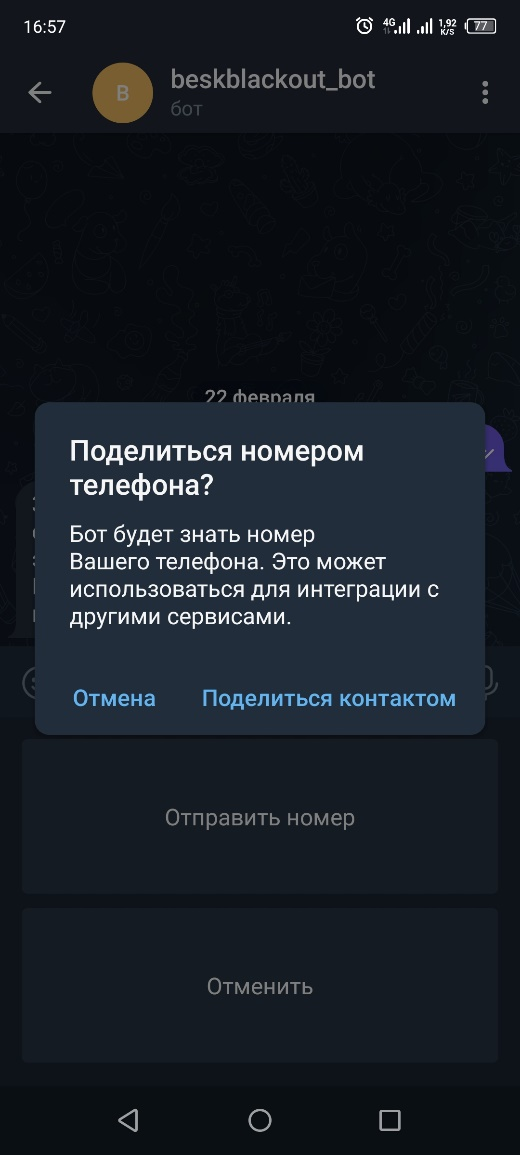 16:57
4G
1,92
K/S
77
B
beskblackout_bot
бот
22 февраля
Поделиться номером
телефона?
Бот будет знать номер
Вашего телефона. Это может
использоваться для интеграции с
другими сервисами.
Отмена
Поделиться контактом
Отправить номер
Отменить